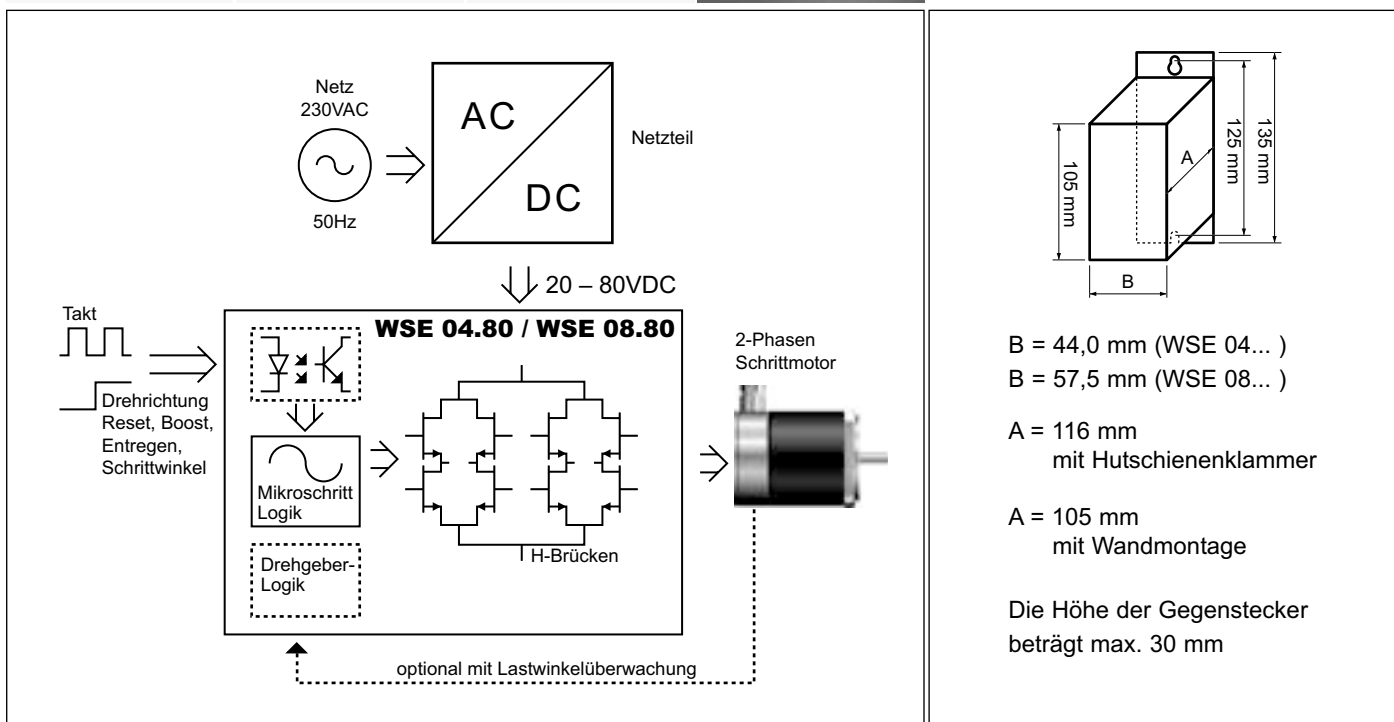 Netz
230VAC
50Hz
AC
DC
Netzteil
20 – 80VDC
Takt
Drehrichtung
Reset, Boost,
Entregen,
Schrittwinkel
WSE 04.80 / WSE 08.80
Mikroschritt
Logik
Drehgeber-
Logik
H-Brücken
2-Phasen
Schrittmotor
optional mit Lastwinkelüberwachung
105 mm
A
125 mm
135 mm
B
B = 44,0 mm (WSE 04... )
B = 57,5 mm (WSE 08... )
A = 116 mm
mit Hutschienenklammer
A = 105 mm
mit Wandmontage
Die Höhe der Gegenstecker
beträgt max. 30 mm